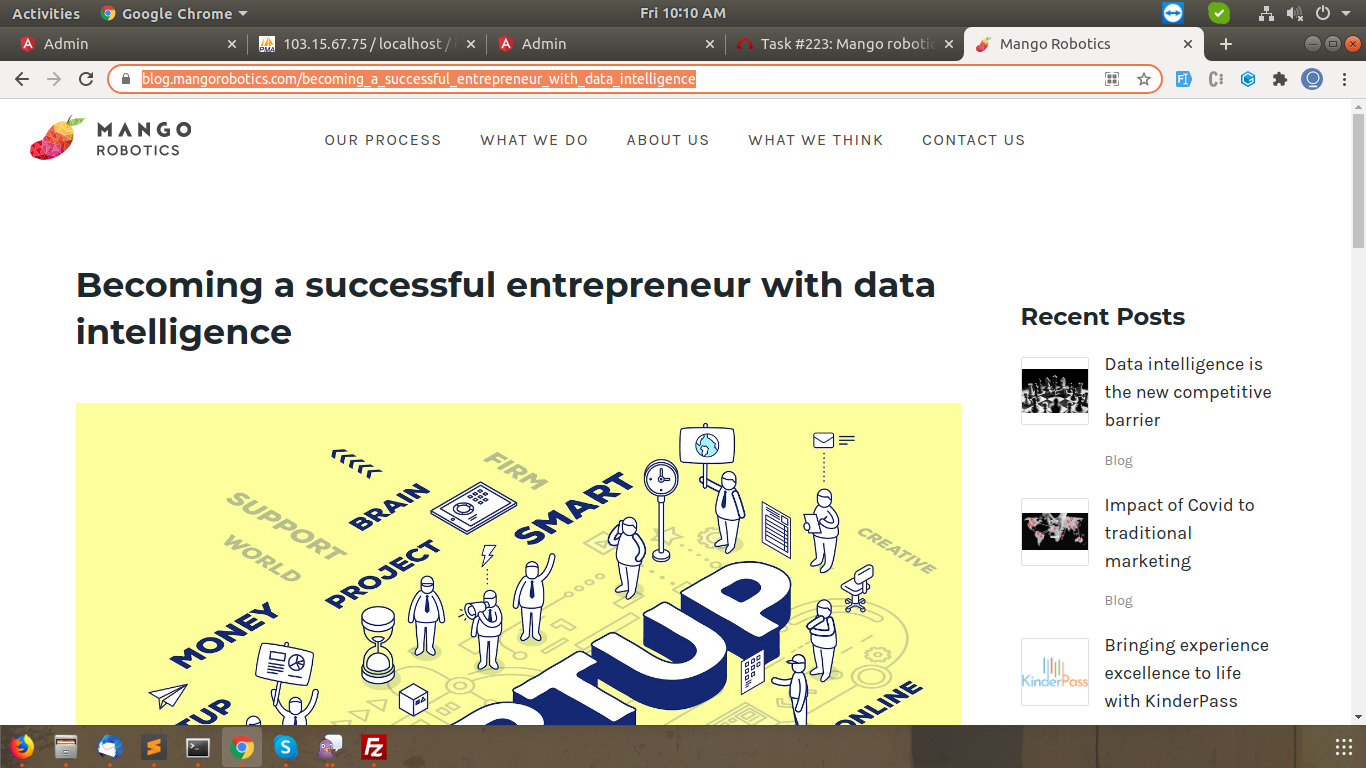 Activities
Google Chrome
Fri 10:10 AM
Admin
103.15.67.75 / localhost /
Admin
Task #223: Mango robotic
Mango Robotics
blog.mangorobotics.com/becoming_a_successful_entrepreneur_with_data_intelligence
MANGO
ROBOTICS
OUR PROCESS
WHAT WE DO
ABOUT US
WHAT WE THINK
CONTACT US
Becoming a successful entrepreneur with data
intelligence
FIRM
SUPPORT
BRAIN
SMART
WORLD
PROJECT
CREATIVE
MONEY
ONLINE
Recent Posts
Data intelligence is
the new competitive
barrier
Blog
Impact of Covid to
traditional
marketing
Blog
KinderPass
Bringing experience
excellence to life
with KinderPass